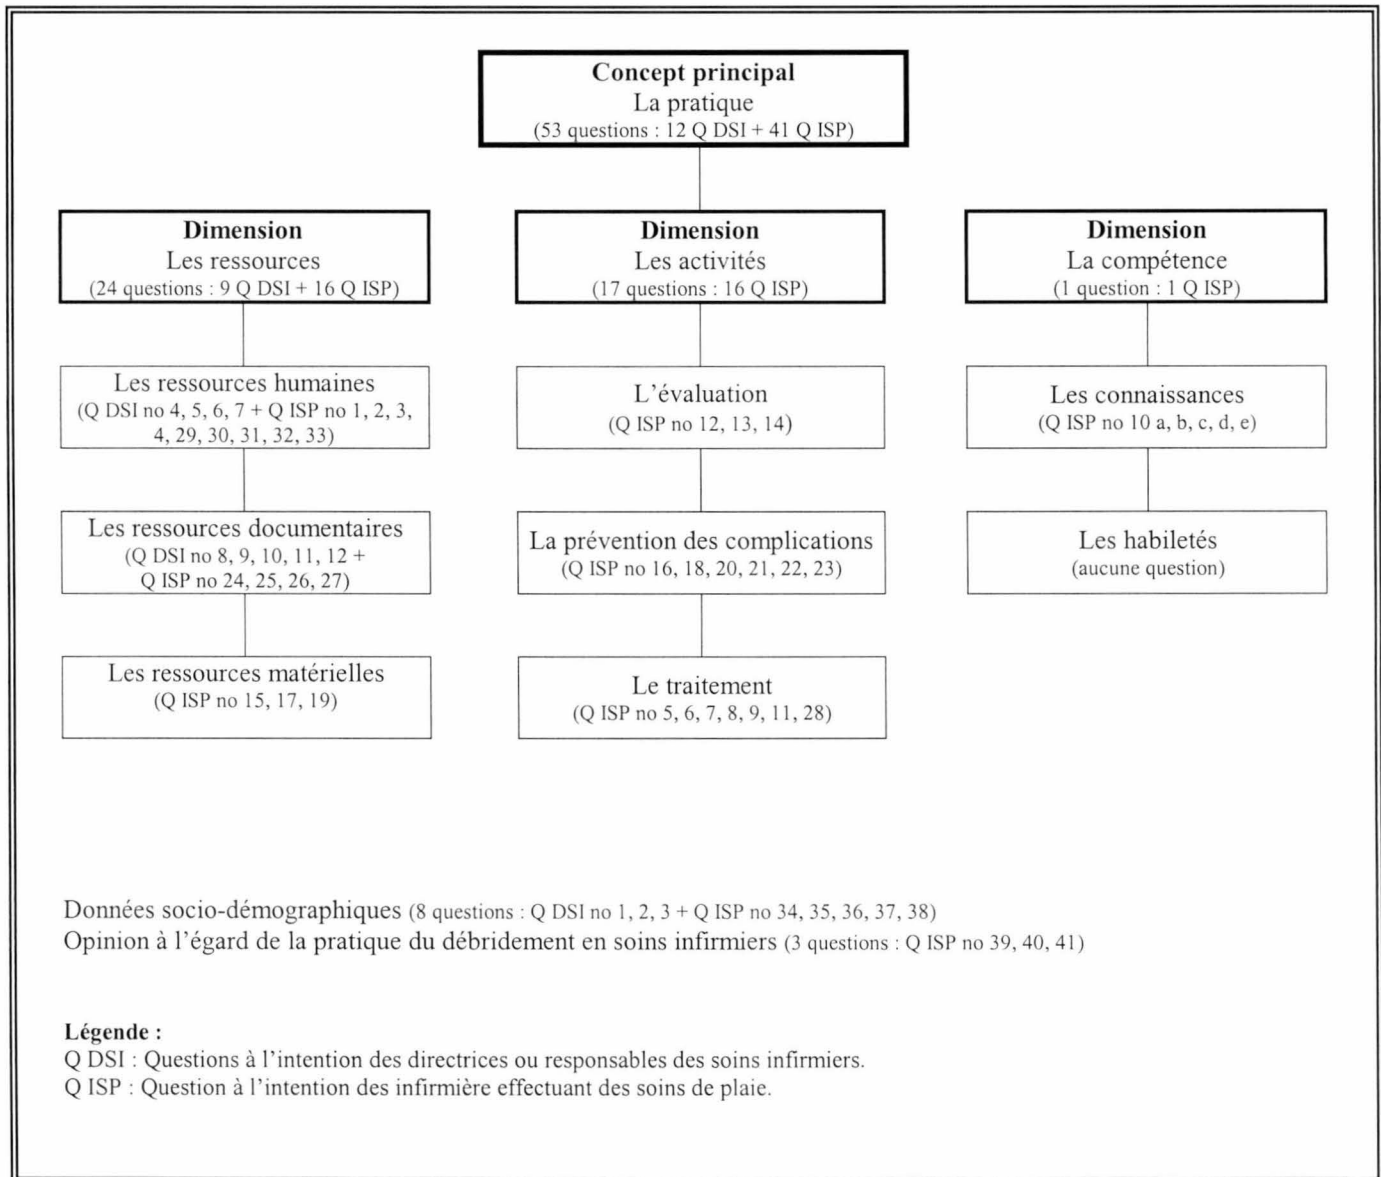 Concept principal
La pratique
(53 questions : 12 Q DSI + 41 Q ISP)
Dimension
Les ressources
(24 questions : 9 Q DSI + 16 Q ISP)
Dimension
Les activités
(17 questions : 16 Q ISP)
Dimension
La compétence
(1 question : 1 Q ISP)
Les ressources humaines
(Q DSI no 4, 5, 6, 7 + Q ISP no 1, 2, 3,
4, 29, 30, 31, 32, 33)
L'évaluation
(Q ISP no 12, 13, 14)
Les connaissances
(Q ISP no 10 a, b, c, d, e)
Les ressources documentaires
(Q DSI no 8, 9, 10, 11, 12 +
Q ISP no 24, 25, 26, 27)
La prévention des complications
(Q ISP no 16, 18, 20, 21, 22, 23)
Les habiletés
(aucune question)
Les ressources matérielles
(Q ISP no 15, 17, 19)
Le traitement
(Q ISP no 5, 6, 7, 8, 9, 11, 28)
Données socio-démographiques (8 questions : Q DSI no 1, 2, 3 + Q ISP no 34, 35, 36, 37, 38)
Opinion à l'égard de la pratique du débridement en soins infirmiers (3 questions : Q ISP no 39, 40, 41)
Légende :
Q DSI : Questions à l'intention des directrices ou responsables des soins infirmiers.
Q ISP : Question à l'intention des infirmière effectuant des soins de plaie.